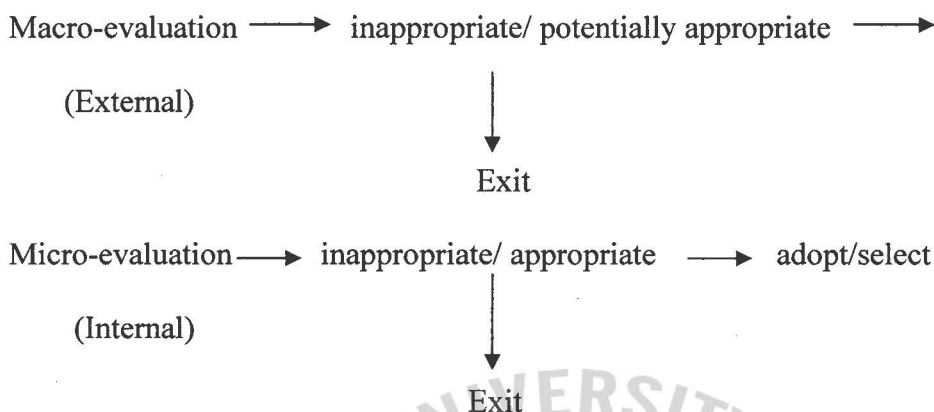 Macro-evaluation → inappropriate/ potentially appropriate →
(External)
Exit
Micro-evaluation → inappropriate/ appropriate → adopt/select
(Internal)
Exit